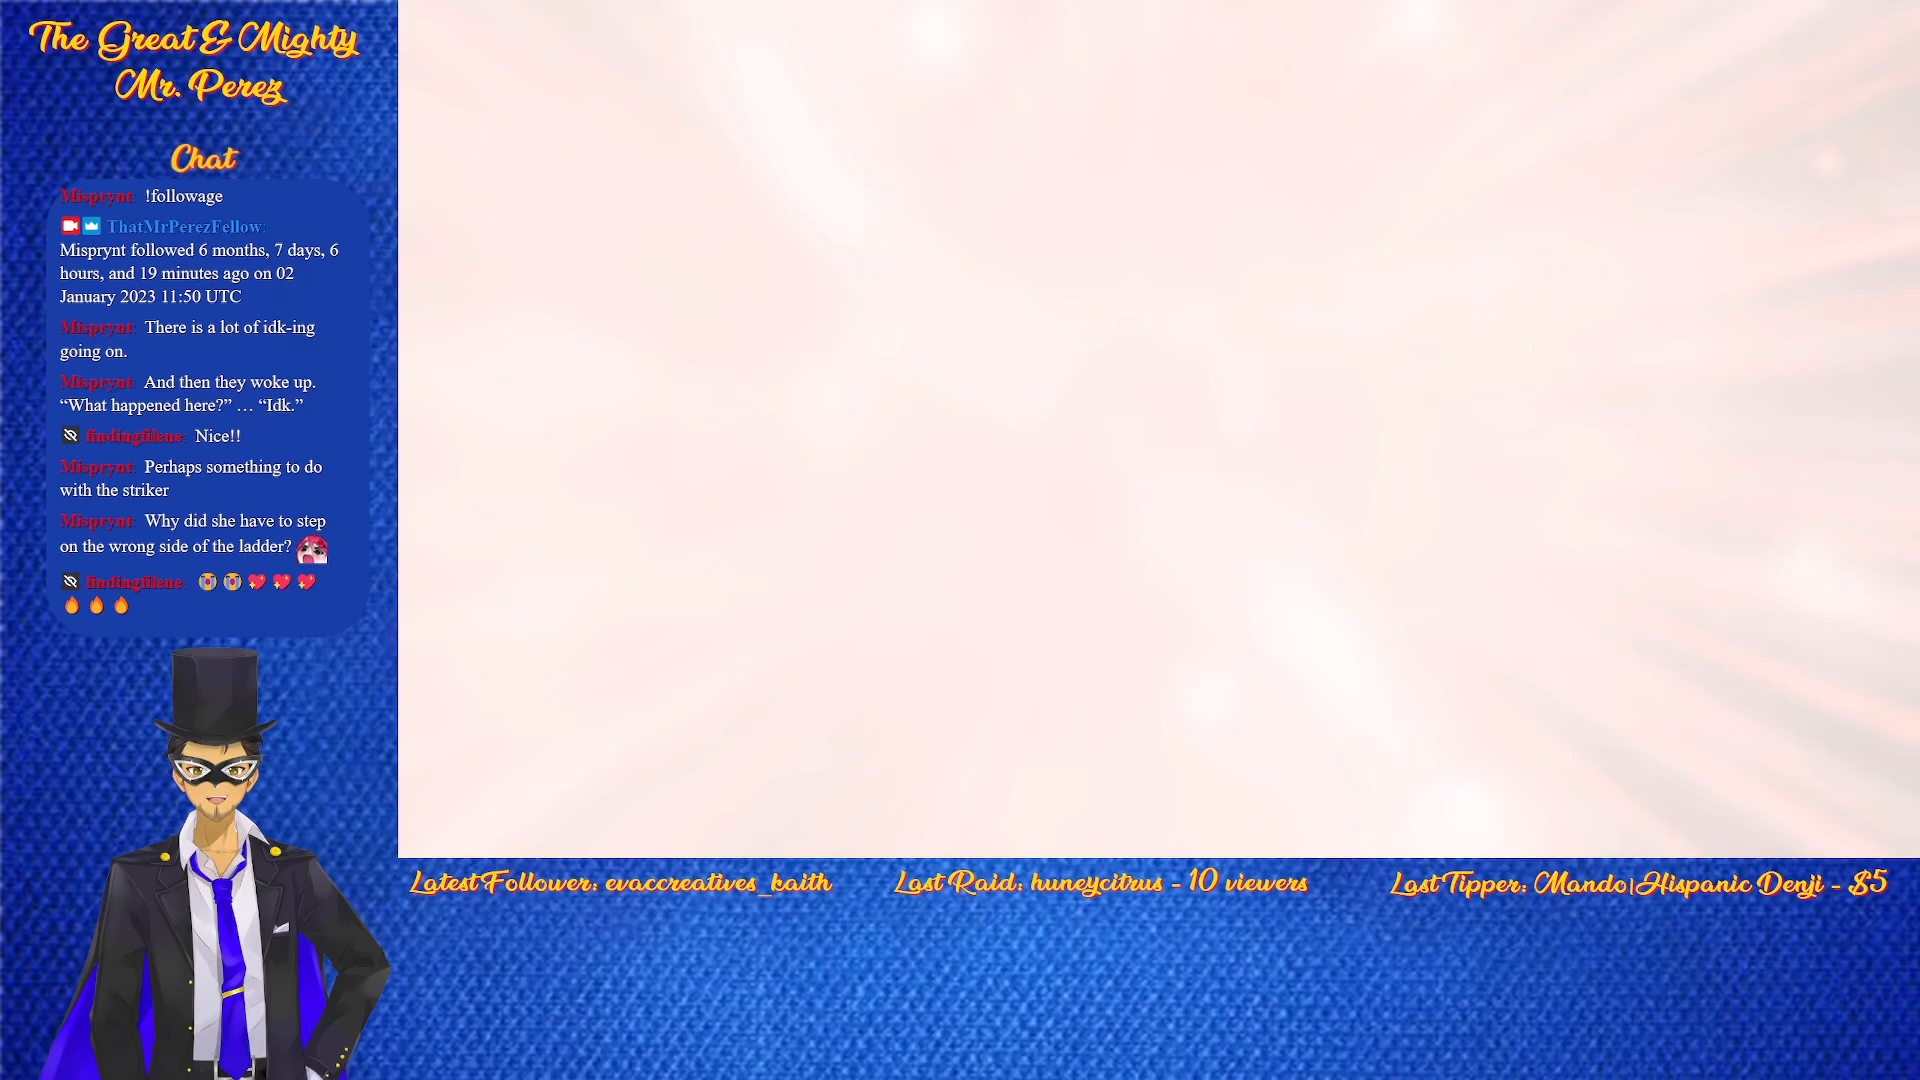 The Great & Mighty
Mr. Perez
Chat
Misprynt: !followage
ThatMrPerezFellow:
Misprynt followed 6 months, 7 days, 6
hours, and 19 minutes ago on 02
January 2023 11:50 UTC
Misprynt: There is a lot of idk-ing
going on.
Misprynt: And then they woke up.
“What happened here?” … “Idk.”
findingfilene: Nice!!
Misprynt: Perhaps something to do
with the striker
Misprynt: Why did she have to step
on the wrong side of the ladder?
findingfilene: 😭 😭 💖 💖 💖
🔥 🔥 🔥
Latest Follower: evaccreatives_kaith
Last Raid: huneycitrus - 10 viewers
Last Tipper: Mando|Hispanic Denji - $5